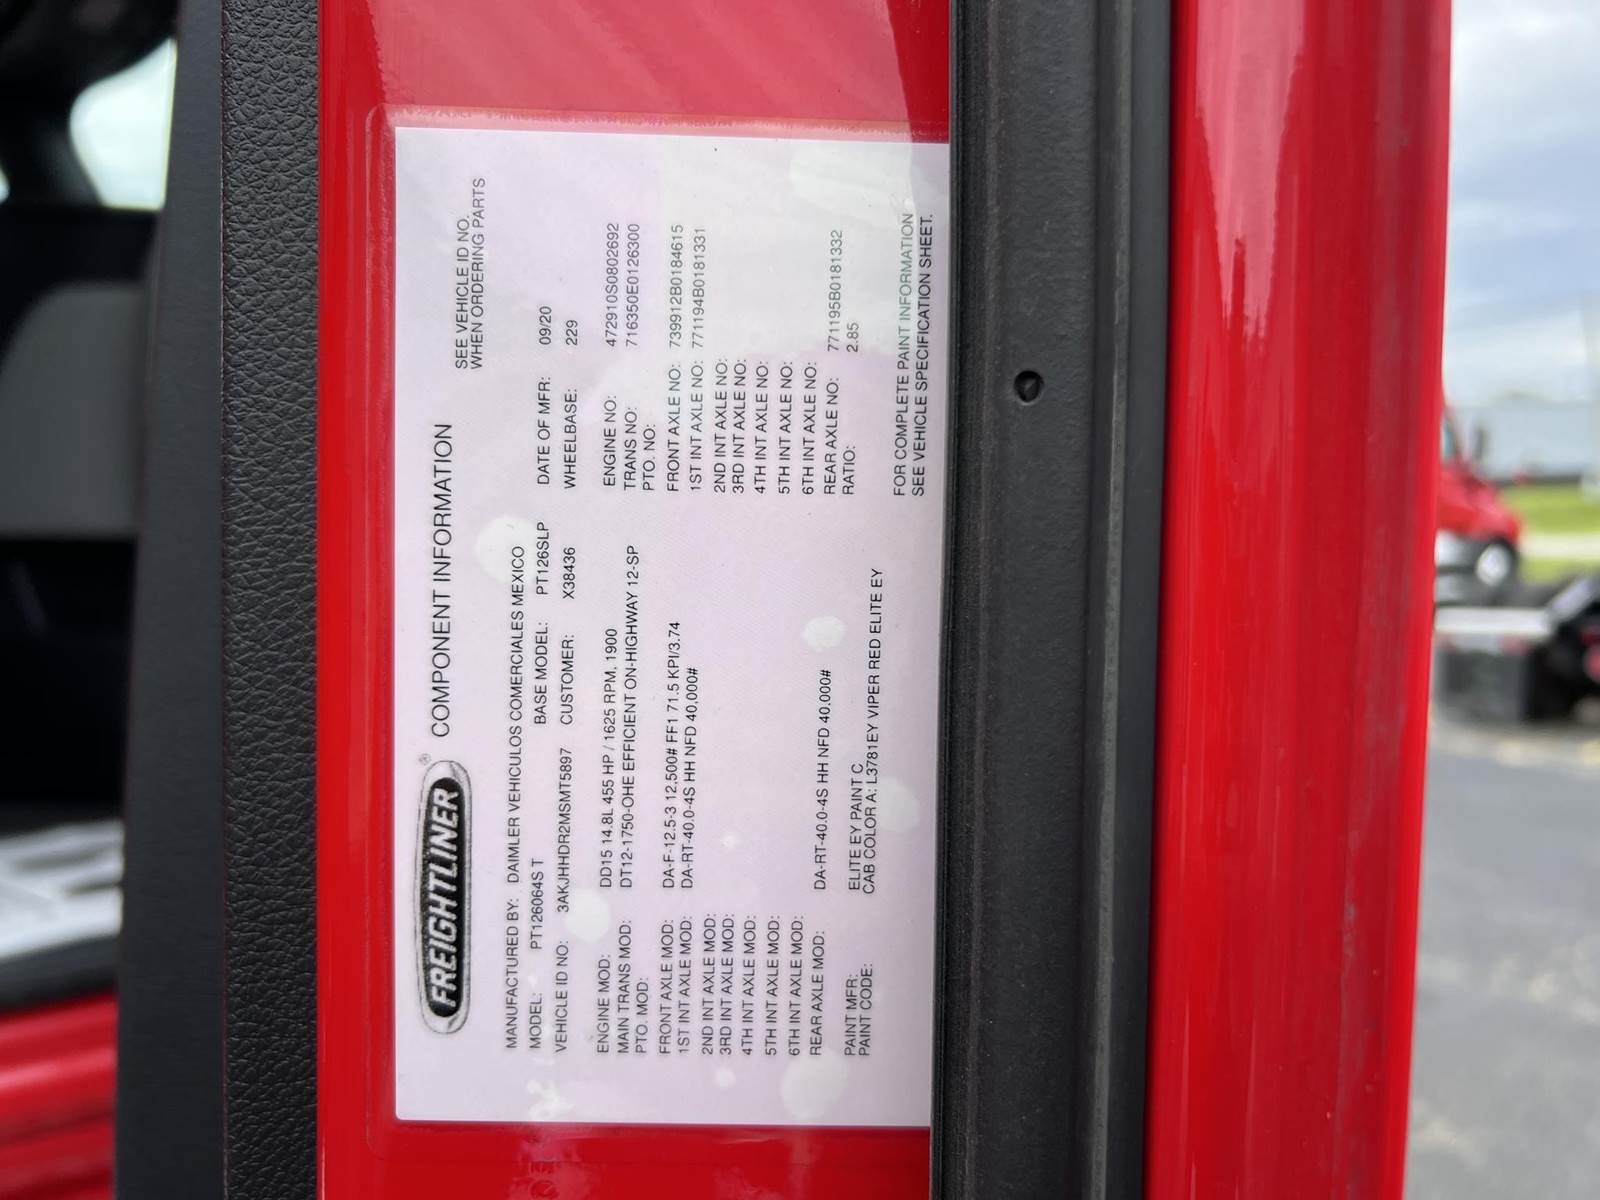 FREIGHTLINER® COMPONENT INFORMATION
SEE VEHICLE ID NO.
WHEN ORDERING PARTS
MANUFACTURED BY: DAIMLER VEHICULOS COMERCIALES MEXICO
MODEL: PT126064S T BASE MODEL: PT126SLP DATE OF MFR: 09/20
VEHICLE ID NO: 3AKJHHDR2MSMT5897 CUSTOMER: X38436 WHEELBASE: 229
ENGINE MOD: DD15 14.8L 455 HP / 1625 RPM, 1900 ENGINE NO: 472910S0802692
MAIN TRANS MOD: DT12-1750-OHE EFFICIENT ON-HIGHWAY 12-SP TRANS NO: 716350E0126300
PTO. MOD: PTO. NO:
FRONT AXLE MOD: DA-F-12.5-3 12,500# FF1 71.5 KPI/3.74 FRONT AXLE NO: 739912B0184615
1ST INT AXLE MOD: DA-RT-40.0-4S HH NFD 40,000# 1ST INT AXLE NO: 771194B0181331
2ND INT AXLE MOD: 2ND INT AXLE NO:
3RD INT AXLE MOD: 3RD INT AXLE NO:
4TH INT AXLE MOD: 4TH INT AXLE NO:
5TH INT AXLE MOD: 5TH INT AXLE NO:
6TH INT AXLE MOD: 6TH INT AXLE NO:
REAR AXLE MOD: DA-RT-40.0-4S HH NFD 40,000# REAR AXLE NO: 771195B0181332
RATIO: 2.85
PAINT MFR: ELITE EY PAINT C
PAINT CODE: CAB COLOR A: L3781EY VIPER RED ELITE EY
FOR COMPLETE PAINT INFORMATION
SEE VEHICLE SPECIFICATION SHEET.